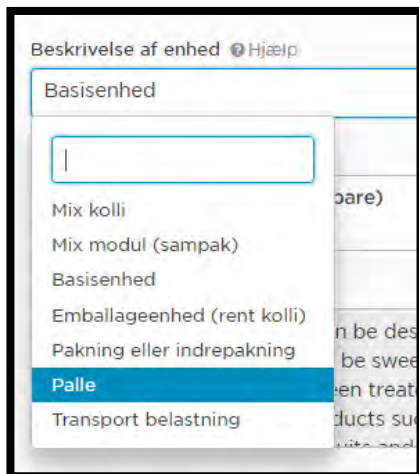 Beskrivelse af enhed Hjælp
Basisenhed
Mix kolli
pare)
Mix modul (sampak)
Basisenhed
Emballageenhed (rent kolli)
n be des
Pakning eller indrepakning
be swee
Palle
en treat
Transport belastning
ducts su